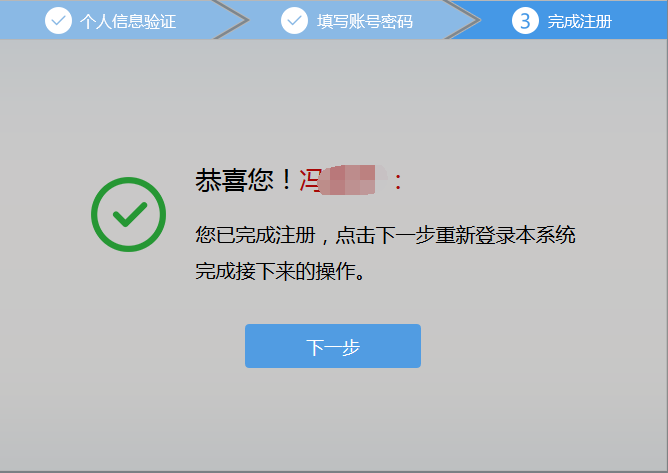 个人信息验证
填写账号密码
3 完成注册
恭喜您！冯：
您已完成注册，点击下一步重新登录本系统
完成接下来的操作。
下一步